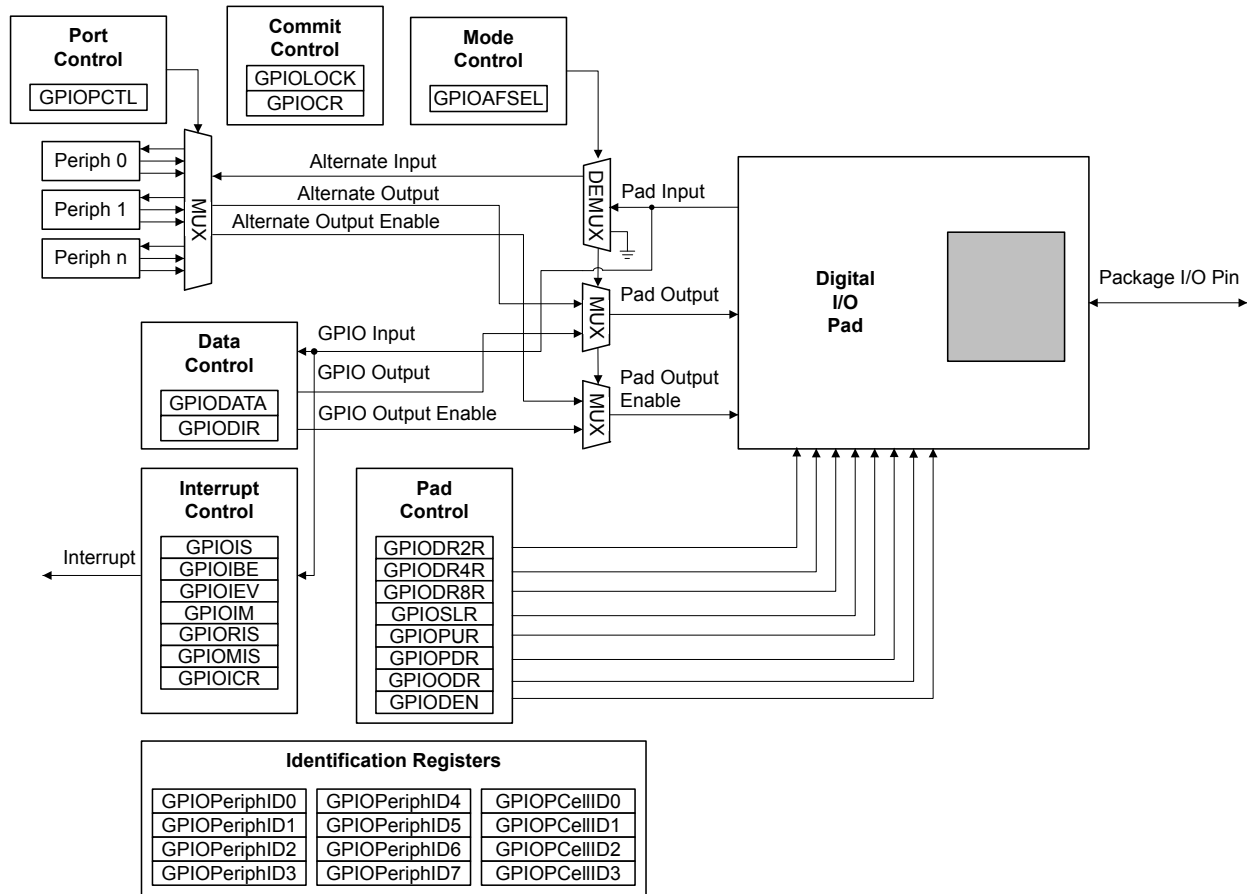 Port
Control
GPIOPCTL
Commit
Control
GPIOLOCK
GPIOCR
Mode
Control
GPIOAFSEL
Periph 0
Periph 1
Periph n
MUX
Alternate Input
Alternate Output
Alternate Output Enable
DEMUX
Pad Input
MUX
Pad Output
MUX
Pad Output
Enable
Digital
I/O
Pad
Package I/O Pin
Data
Control
GPIODATA
GPIODIR
GPIO Input
GPIO Output
GPIO Output Enable
Interrupt
Control
GPIOIS
GPIOIBE
GPIOIEV
GPIOIM
GPIORIS
GPIOMIS
GPIOICR
Interrupt
Pad
Control
GPIODR2R
GPIODR4R
GPIODR8R
GPIOSLR
GPIOPUR
GPIOPDR
GPIOODR
GPIODEN
Identification Registers
GPIOPeriphID0
GPIOPeriphID1
GPIOPeriphID2
GPIOPeriphID3
GPIOPeriphID4
GPIOPeriphID5
GPIOPeriphID6
GPIOPeriphID7
GPIOPCellID0
GPIOPCellID1
GPIOPCellID2
GPIOPCellID3